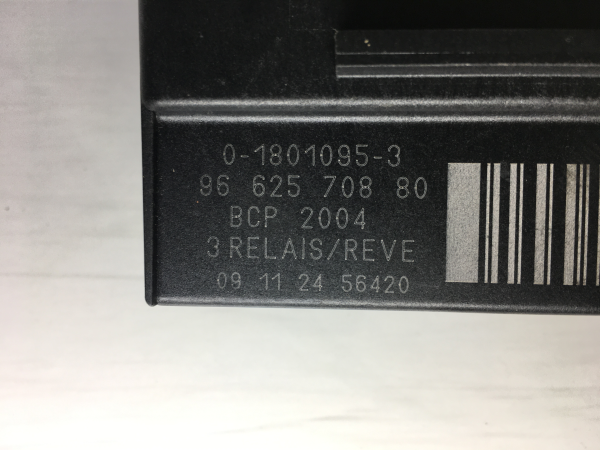 0-1801095-3
96 625 708 80
BCP 2004
3 RELAIS/REVE
09 11 24 56420